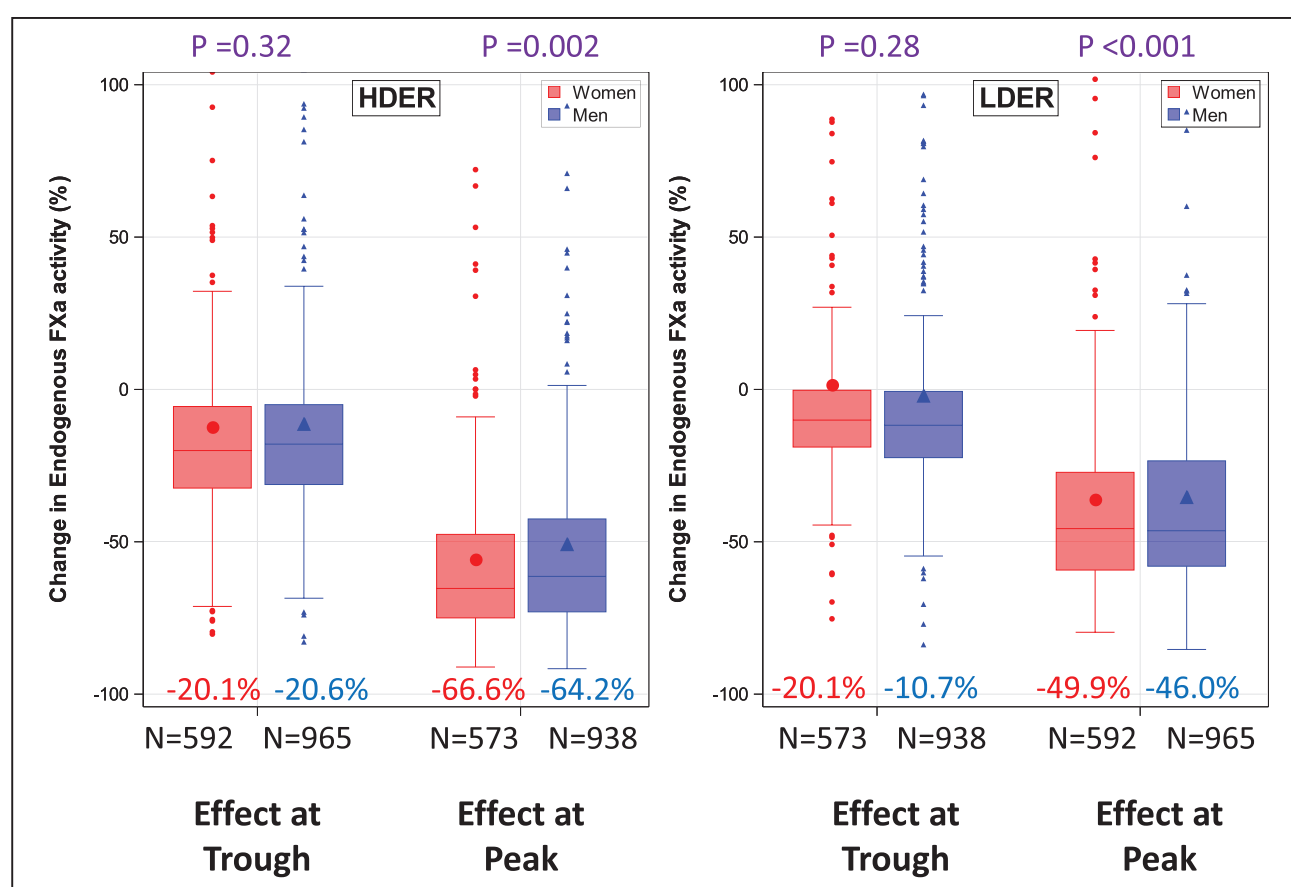 P =0.32
P =0.002
P =0.28
P <0.001
HDER
Women
Men
LDER
Women
Men
Change in Endogenous FXa activity (%)
100
50
0
-50
-100
Change in Endogenous FXa activity (%)
100
50
0
-50
-100
-20.1%
-20.6%
-66.6%
-64.2%
-20.1%
-10.7%
-49.9%
-46.0%
N=592
N=965
N=573
N=938
N=573
N=938
N=592
N=965
Effect at
Trough
Effect at
Peak
Effect at
Trough
Effect at
Peak